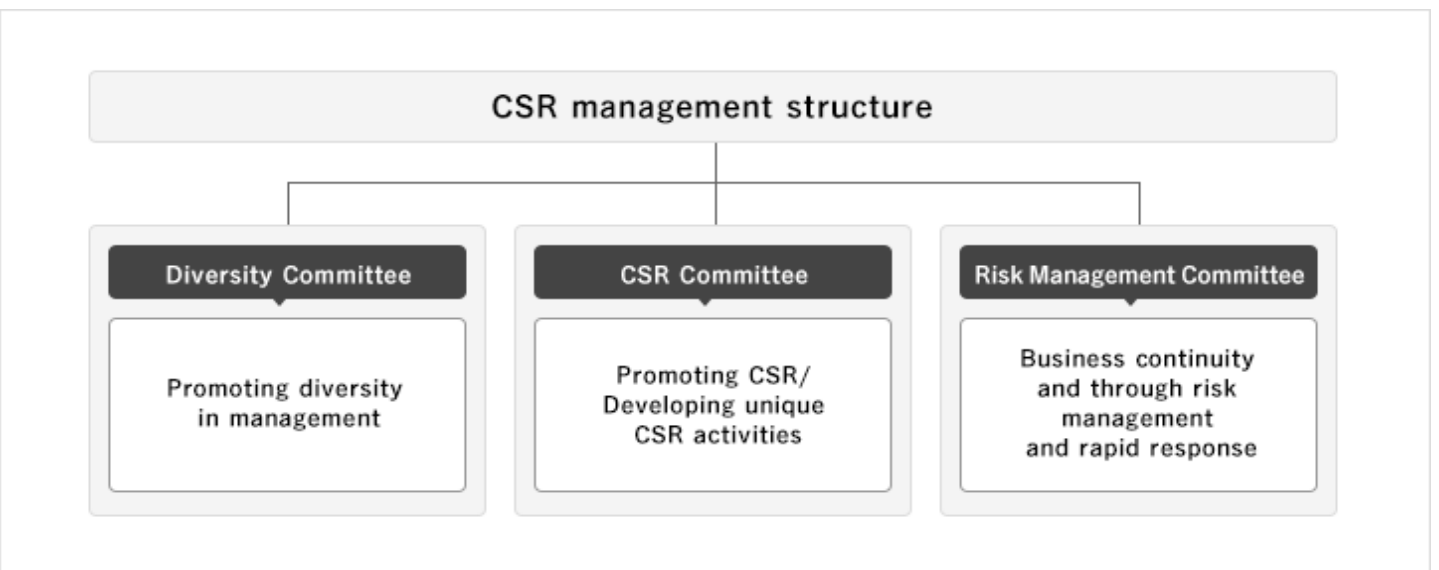 CSR management structure
Diversity Committee
Promoting diversity
in management
CSR Committee
Promoting CSR/
Developing unique
CSR activities
Risk Management Committee
Business continuity
and through risk
management
and rapid response